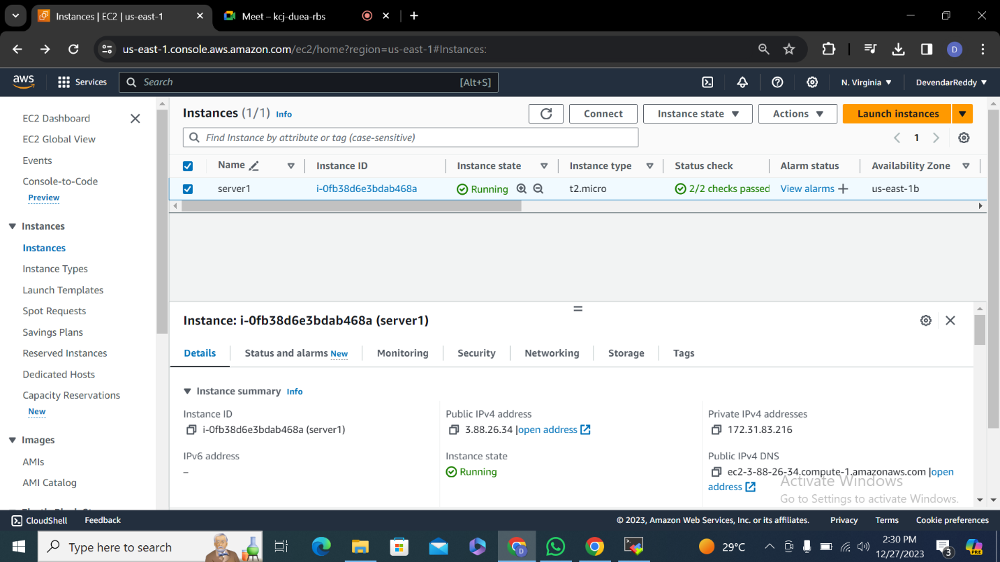 Instances | EC2 | us-east-1
Meet – kcj-duea-rbs
us-east-1.console.aws.amazon.com/ec2/home?region=us-east-1#Instances:
D
aws
Services
Search
[Alt+S]
N. Virginia
DevendarReddy
EC2 Dashboard
EC2 Global View
Events
Console-to-Code
Preview
Instances
Instances
Instance Types
Launch Templates
Spot Requests
Savings Plans
Reserved Instances
Dedicated Hosts
Capacity Reservations
New
Images
AMIs
AMI Catalog
Instances (1/1) Info
Connect
Instance state
Actions
Launch instances
Find Instance by attribute or tag (case-sensitive)
1
Name
Instance ID
Instance state
Instance type
Status check
Alarm status
Availability Zone
server1
i-0fb38d6e3bdab468a
Running
t2.micro
2/2 checks passed
View alarms
us-east-1b
Instance: i-0fb38d6e3bdab468a (server1)
Details
Status and alarms New
Monitoring
Security
Networking
Storage
Tags
Instance summary Info
Instance ID
i-0fb38d6e3bdab468a (server1)
Public IPv4 address
3.88.26.34 |open address
Private IPv4 addresses
172.31.83.216
IPv6 address
–
Instance state
Running
Public IPv4 DNS
ec2-3-88-26-34.compute-1.amazonaws.com |open
address
Activate Windows
Go to Settings to activate Windows.
CloudShell
Feedback
© 2023, Amazon Web Services, Inc. or its affiliates.
Privacy
Terms
Cookie preferences
Type here to search
D
29°C
2:30 PM
12/27/2023
3
PRE